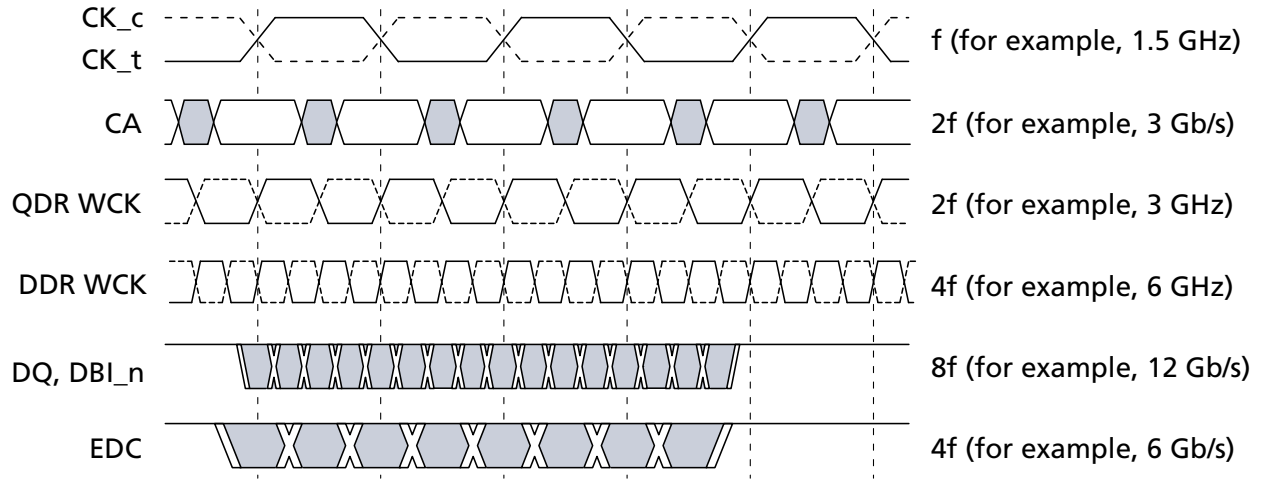 CK_c
CK_t
f (for example, 1.5 GHz)
CA
2f (for example, 3 Gb/s)
QDR WCK
2f (for example, 3 GHz)
DDR WCK
4f (for example, 6 GHz)
DQ, DBI_n
8f (for example, 12 Gb/s)
EDC
4f (for example, 6 Gb/s)